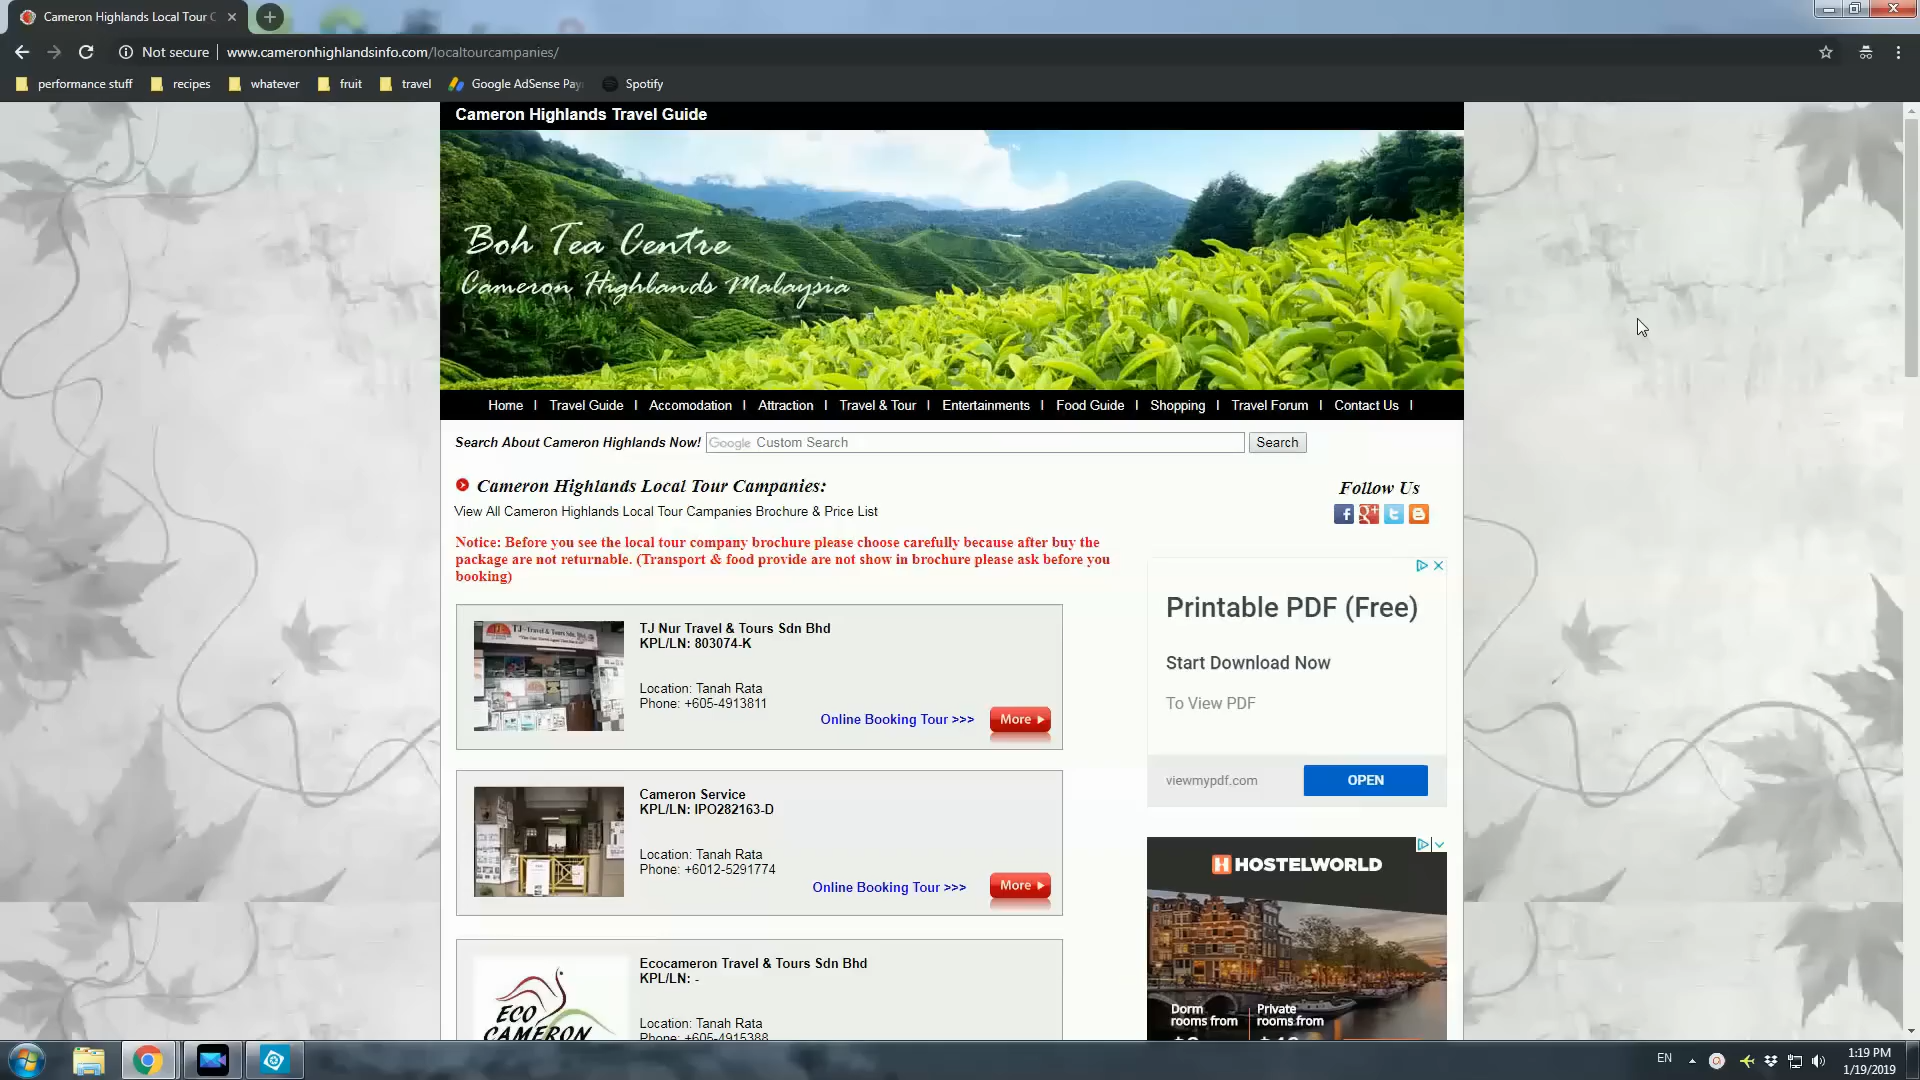 Cameron Highlands Local Tour C
Not secure | www.cameronhighlandsinfo.com/localtourcampanies/
performance stuff recipes whatever fruit travel Google AdSense Pay Spotify
Cameron Highlands Travel Guide
Boh Tea Centre
Cameron Highlands Malaysia
Home | Travel Guide | Accomodation | Attraction | Travel & Tour | Entertainments | Food Guide | Shopping | Travel Forum | Contact Us |
Search About Cameron Highlands Now! Google Custom Search Search
Cameron Highlands Local Tour Campanies:
View All Cameron Highlands Local Tour Campanies Brochure & Price List
Notice: Before you see the local tour company brochure please choose carefully because after buy the
package are not returnable. (Transport & food provide are not show in brochure please ask before you
booking)
TJ Nur Travel & Tours Sdn Bhd
KPL/LN: 803074-K
Location: Tanah Rata
Phone: +605-4913811
Online Booking Tour >>> More
Cameron Service
KPL/LN: IPO282163-D
Location: Tanah Rata
Phone: +6012-5291774
Online Booking Tour >>> More
Ecocameron Travel & Tours Sdn Bhd
KPL/LN: -
Location: Tanah Rata
Phone: +605-4915388
ECO
CAMERON
Follow Us
Printable PDF (Free)
Start Download Now
To View PDF
viewmypdf.com OPEN
HOSTELWORLD
Dorm
rooms from
Private
rooms from
EN
1:19 PM
1/19/2019